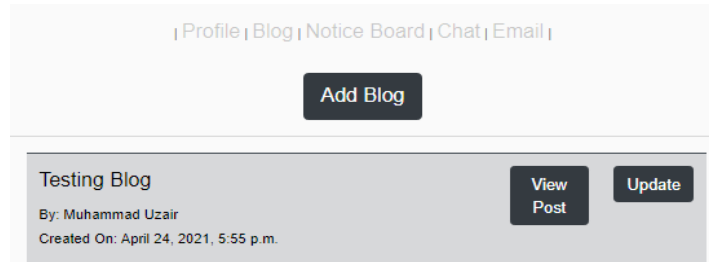 | Profile | Blog | Notice Board | Chat | Email |
Add Blog
Testing Blog
By: Muhammad Uzair
Created On: April 24, 2021, 5:55 p.m.
View
Post
Update